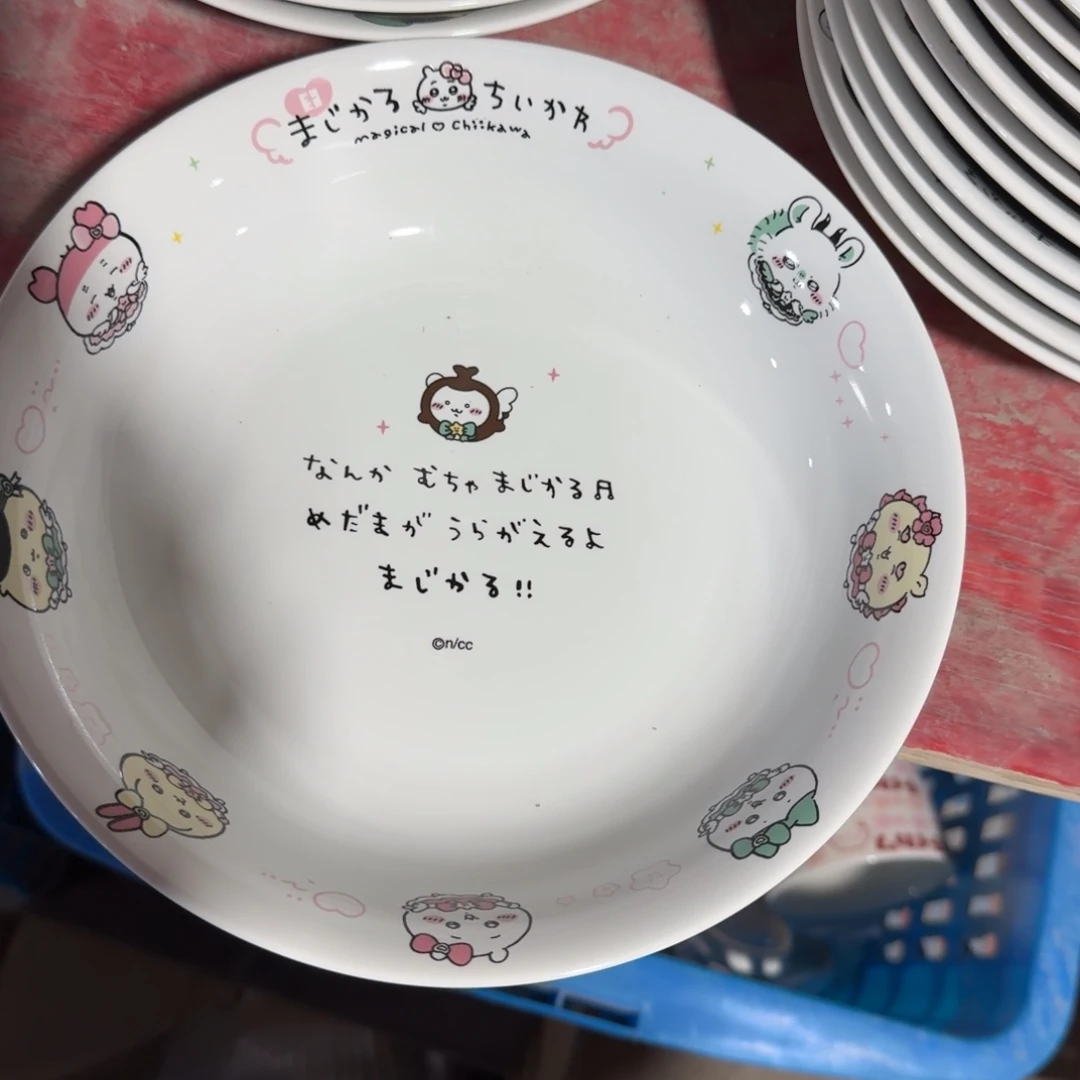 まじかる ちいかわ
magical♡Chiikawa
なんか むちゃ まじかる♬
めだまが うらがえるよ
まじかる!!
©n/cc